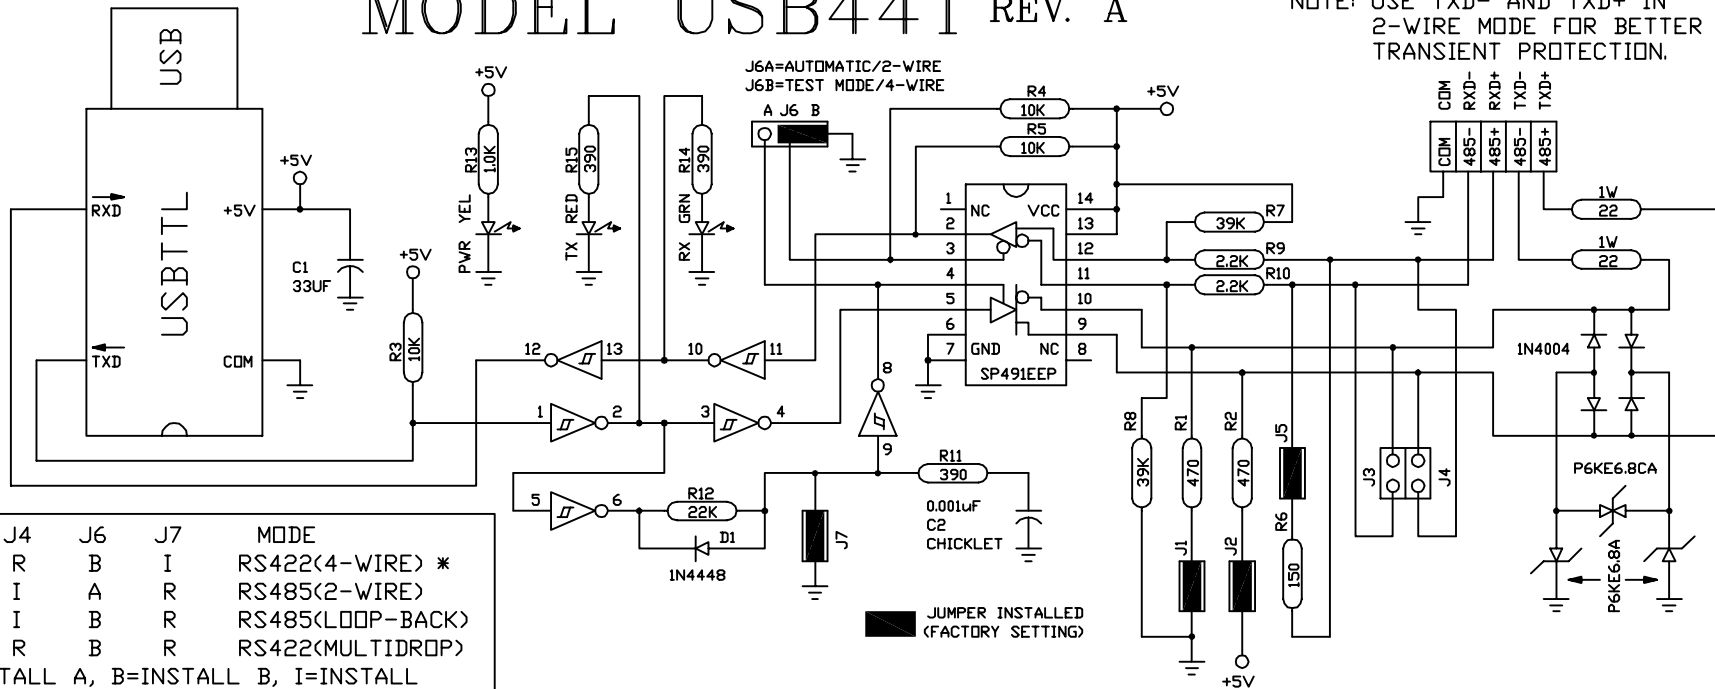 MODEL USB441 REV. A
NOTE: USE TXD- AND TXD+ IN
2-WIRE MODE FOR BETTER
TRANSIENT PROTECTION.
USB
USBTTL
RXD
TXD
+5V
COM
+5V
C1
33UF
+5V
R3
10K
+5V
R13
1.0K
PWR YEL
R15
390
TX RED
R14
390
RX GRN
J6A=AUTOMATIC/2-WIRE
J6B=TEST MODE/4-WIRE
A J6 B
R4
10K
R5
10K
+5V
1
2
3
4
5
6
7
14
13
12
11
10
9
8
NC
VCC
GND
NC
SP491EEP
R7
39K
R9
2.2K
R10
2.2K
COM
RXD-
RXD+
TXD-
TXD+
COM
485-
485+
485-
485+
1W
22
1W
22
1N4004
12
13
10
11
1
2
3
4
8
9
5
6
R12
22K
D1
1N4448
J7
R11
390
0.001uF
C2
CHICKLET
R8
39K
R1
470
J1
R2
470
J2
+5V
J5
R6
150
J3
J4
P6KE6.8CA
P6KE6.8A
JUMPER INSTALLED
(FACTORY SETTING)
J4 J6 J7 MODE
R B I RS422(4-WIRE) *
I A R RS485(2-WIRE)
I B R RS485(LOOP-BACK)
R B R RS422(MULTIDROP)
TALL A, B=INSTALL B, I=INSTALL